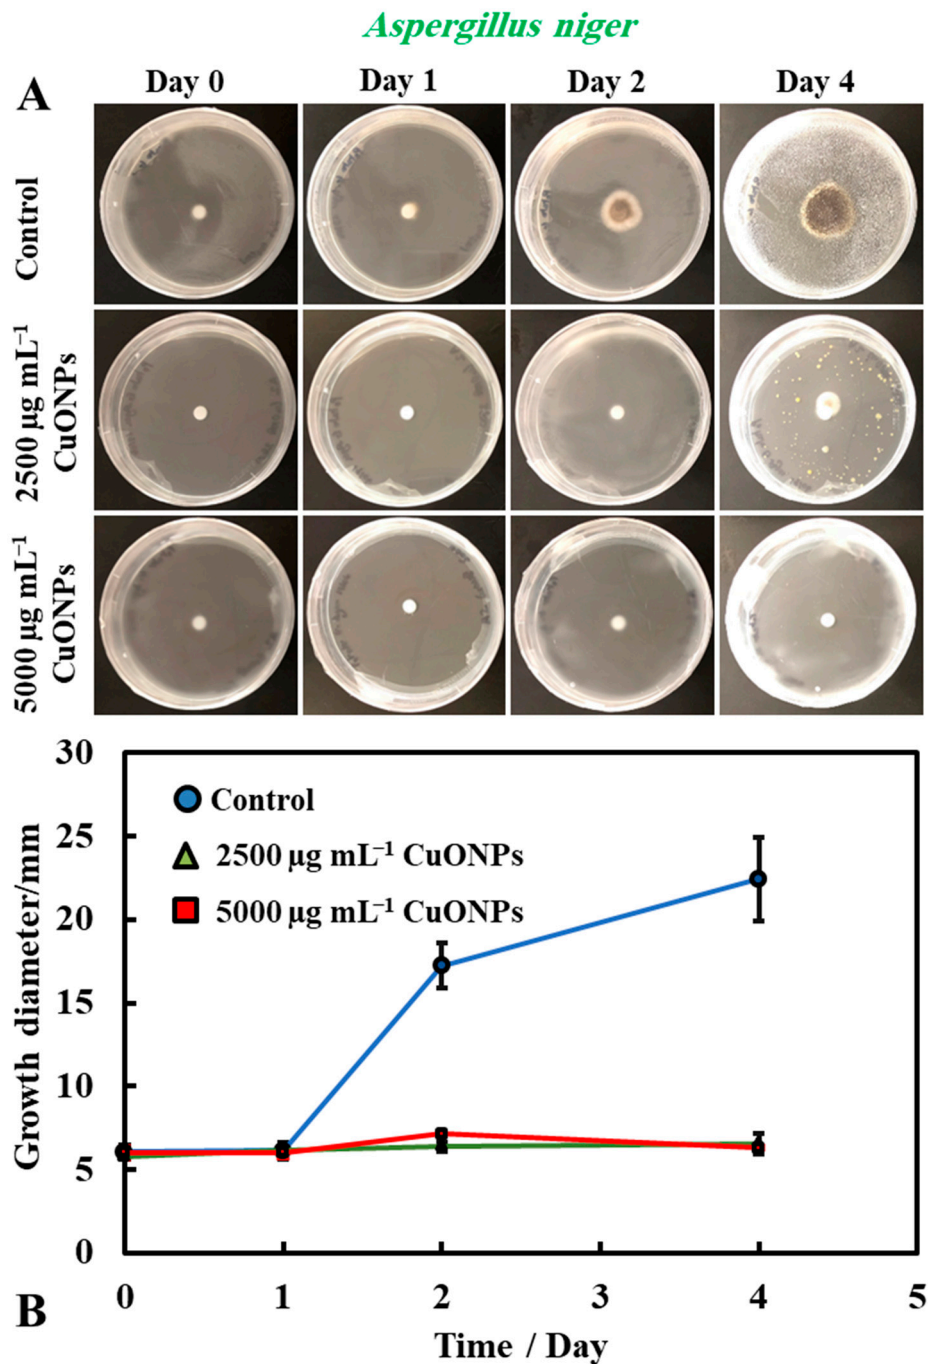 Aspergillus niger
A
Day 0 Day 1 Day 2 Day 4
Control
2500 µg mL⁻¹
CuONPs
5000 µg mL⁻¹
CuONPs
30
25
20
15
10
5
0
Growth diameter/mm
Control
2500 µg mL⁻¹ CuONPs
5000 µg mL⁻¹ CuONPs
0 1 2 3 4 5
B
Time / Day